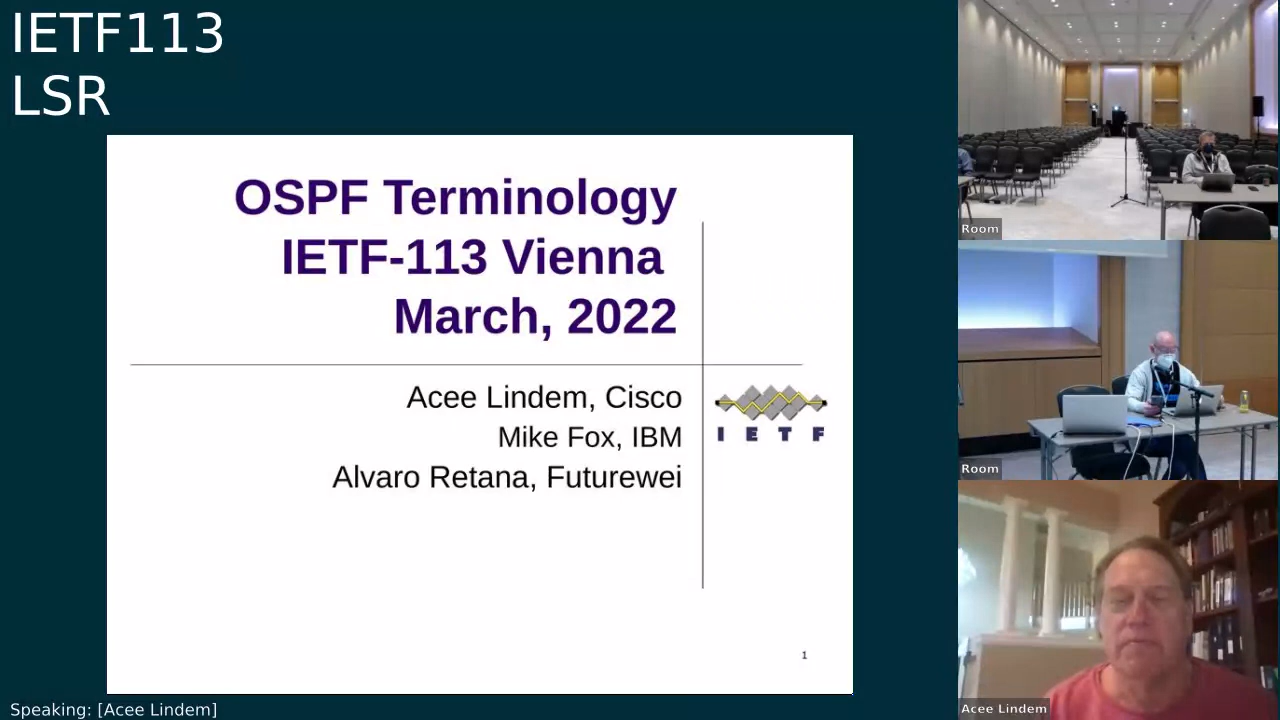 IETF113
LSR
OSPF Terminology
IETF-113 Vienna
March, 2022
Acee Lindem, Cisco
Mike Fox, IBM
Alvaro Retana, Futurewei
I E T F
1
Speaking: [Acee Lindem]
Room
Room
Acee Lindem